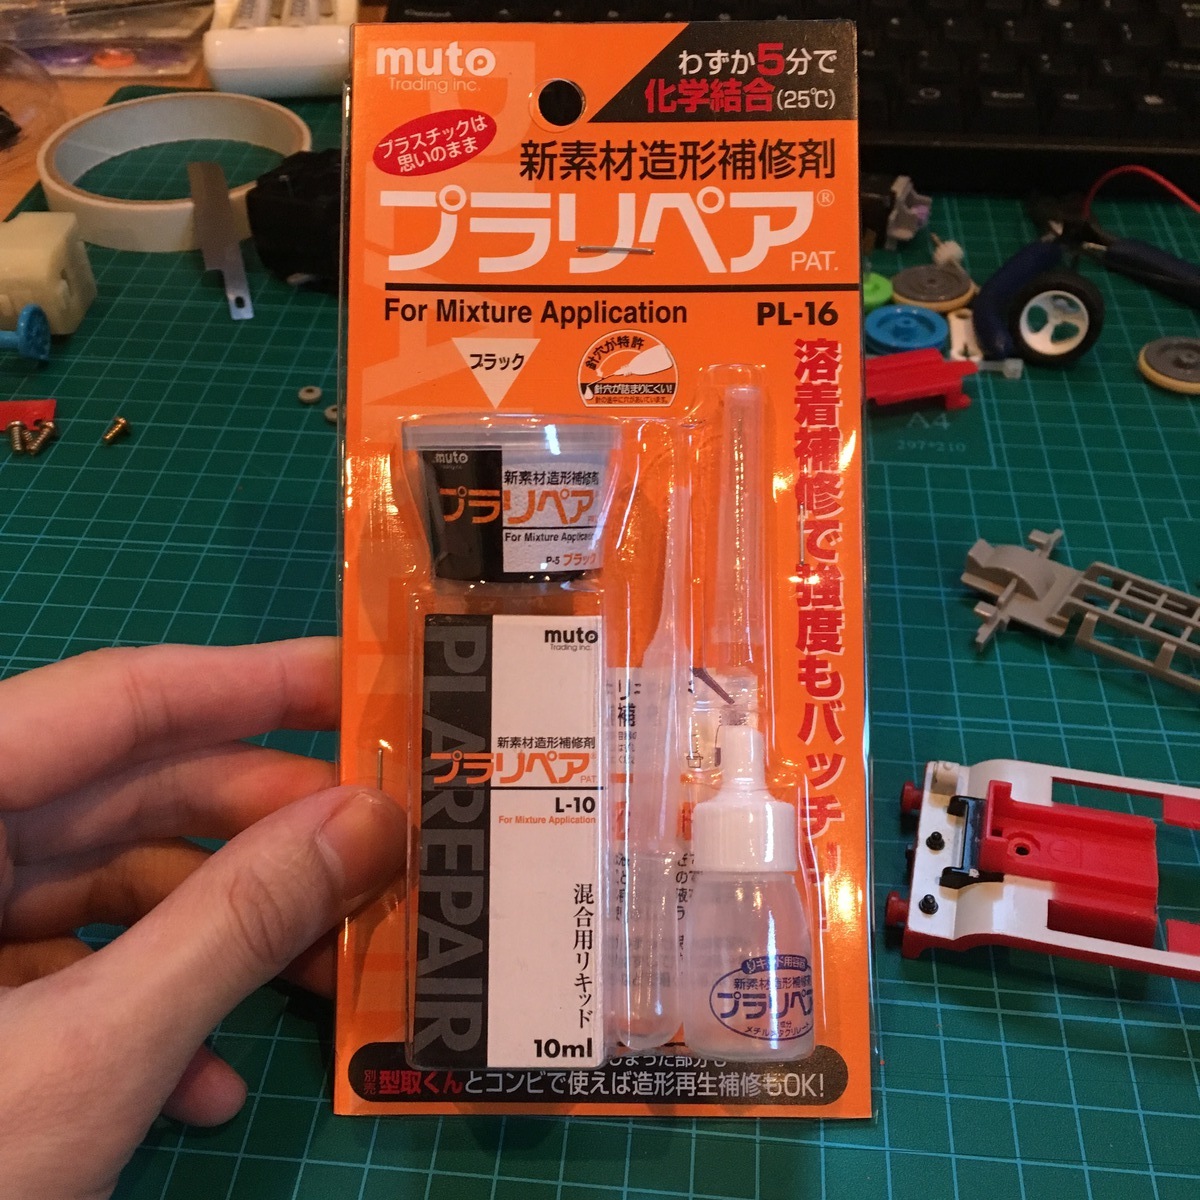 muto
Trading inc.
わずか5分で
化学結合(25℃)
プラスチックは
思いのまま
新素材造形補修剤
プラリペア®
PAT.
For Mixture Application
PL-16
ブラック
針穴が特許
針穴が詰まりにくい!
溶着補修で強度もバッチ
muto
新素材造形補修剤
プラリペア
For Mixture Applicatio
P-5 ブラック
muto
Trading inc.
PLAREPAIR
新素材造形補修剤
プラリペア
PAT.
L-10
For Mixture Application
混合用リキッド
10ml
新素材造形補修剤
プラリペア
別売
型取くんとコンビで使えば造形再生補修もOK!
A4
297*210